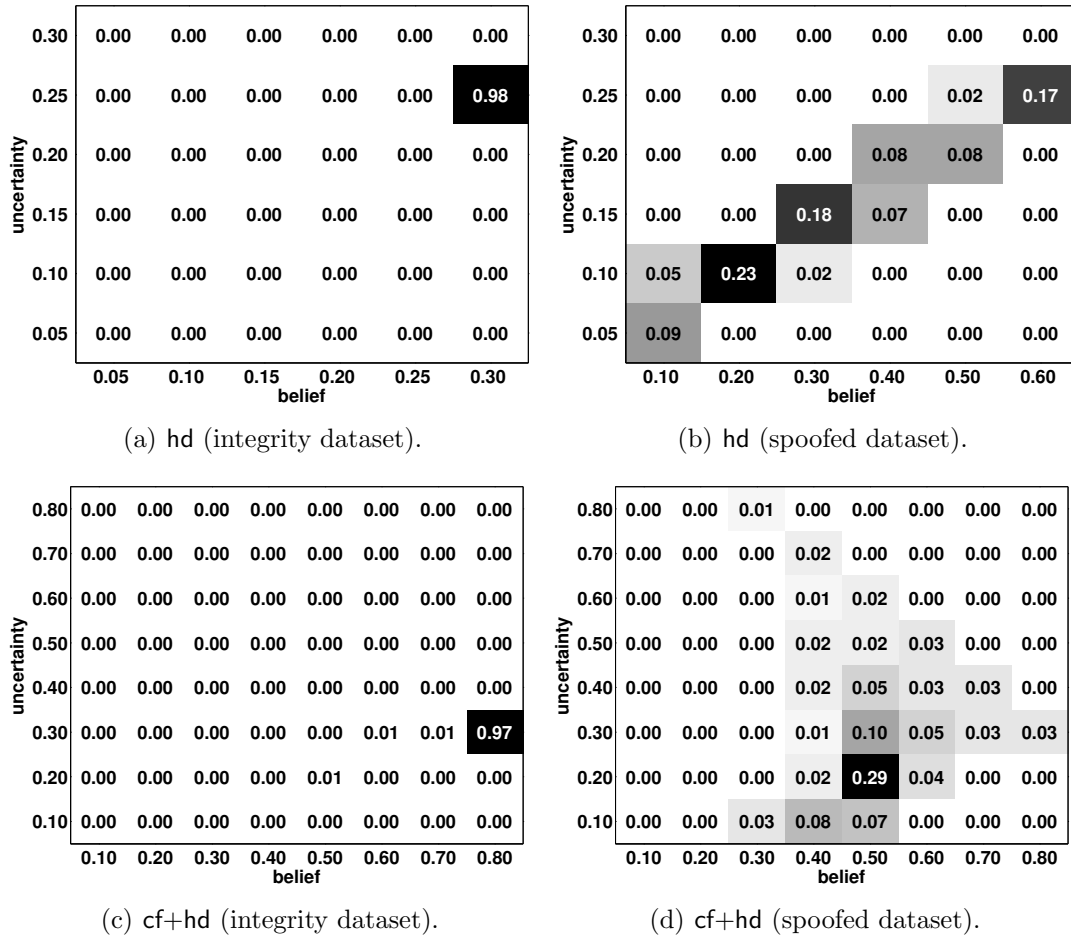 0.30 0.00 0.00 0.00 0.00 0.00 0.00
0.25 0.00 0.00 0.00 0.00 0.00 0.98
0.20 0.00 0.00 0.00 0.00 0.00 0.00
0.15 0.00 0.00 0.00 0.00 0.00 0.00
0.10 0.00 0.00 0.00 0.00 0.00 0.00
0.05 0.00 0.00 0.00 0.00 0.00 0.00
uncertainty
0.05 0.10 0.15 0.20 0.25 0.30
belief
(a) hd (integrity dataset).
0.30 0.00 0.00 0.00 0.00 0.00 0.00
0.25 0.00 0.00 0.00 0.00 0.02 0.17
0.20 0.00 0.00 0.00 0.08 0.08 0.00
0.15 0.00 0.00 0.18 0.07 0.00 0.00
0.10 0.05 0.23 0.02 0.00 0.00 0.00
0.05 0.09 0.00 0.00 0.00 0.00 0.00
uncertainty
0.10 0.20 0.30 0.40 0.50 0.60
belief
(b) hd (spoofed dataset).
0.80 0.00 0.00 0.00 0.00 0.00 0.00 0.00 0.00
0.70 0.00 0.00 0.00 0.00 0.00 0.00 0.00 0.00
0.60 0.00 0.00 0.00 0.00 0.00 0.00 0.00 0.00
0.50 0.00 0.00 0.00 0.00 0.00 0.00 0.00 0.00
0.40 0.00 0.00 0.00 0.00 0.00 0.00 0.00 0.00
0.30 0.00 0.00 0.00 0.00 0.00 0.01 0.01 0.97
0.20 0.00 0.00 0.00 0.00 0.01 0.00 0.00 0.00
0.10 0.00 0.00 0.00 0.00 0.00 0.00 0.00 0.00
uncertainty
0.10 0.20 0.30 0.40 0.50 0.60 0.70 0.80
belief
(c) cf+hd (integrity dataset).
0.80 0.00 0.00 0.01 0.00 0.00 0.00 0.00 0.00
0.70 0.00 0.00 0.00 0.02 0.00 0.00 0.00 0.00
0.60 0.00 0.00 0.00 0.01 0.02 0.00 0.00 0.00
0.50 0.00 0.00 0.00 0.02 0.02 0.03 0.00 0.00
0.40 0.00 0.00 0.00 0.02 0.05 0.03 0.03 0.00
0.30 0.00 0.00 0.00 0.01 0.10 0.05 0.03 0.03
0.20 0.00 0.00 0.00 0.02 0.29 0.04 0.00 0.00
0.10 0.00 0.00 0.03 0.08 0.07 0.00 0.00 0.00
uncertainty
0.10 0.20 0.30 0.40 0.50 0.60 0.70 0.80
belief
(d) cf+hd (spoofed dataset).